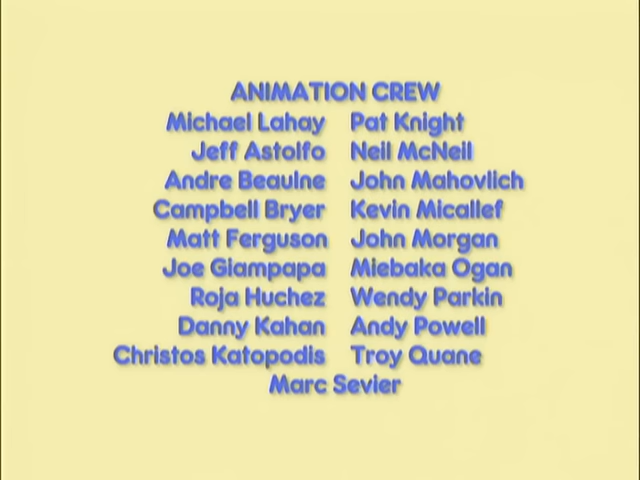 ANIMATION CREW
Michael Lahay Pat Knight
Jeff Astolfo Neil McNeil
Andre Beaulne John Mahovlich
Campbell Bryer Kevin Micallef
Matt Ferguson John Morgan
Joe Giampapa Miebaka Ogan
Roja Huchez Wendy Parkin
Danny Kahan Andy Powell
Christos Katopodis Troy Quane
Marc Sevier